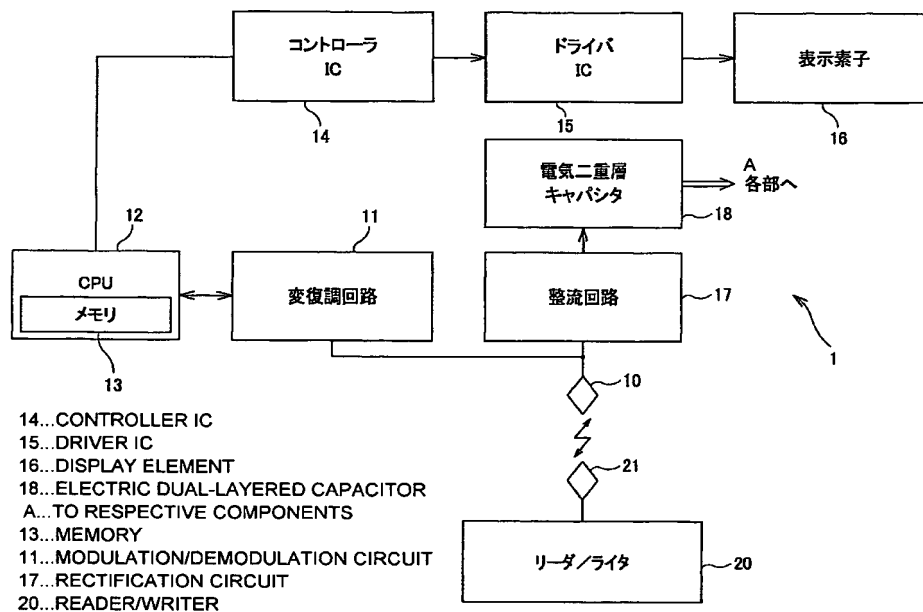 コントローラ
IC
14
ドライバ
IC
15
表示素子
16
電気二重層
キャパシタ
18
A
各部へ
12
CPU
メモリ
13
11
変復調回路
整流回路
17
1
10
21
リーダ/ライタ
20
14...CONTROLLER IC
15...DRIVER IC
16...DISPLAY ELEMENT
18...ELECTRIC DUAL-LAYERED CAPACITOR
A...TO RESPECTIVE COMPONENTS
13...MEMORY
11...MODULATION/DEMODULATION CIRCUIT
17...RECTIFICATION CIRCUIT
20...READER/WRITER